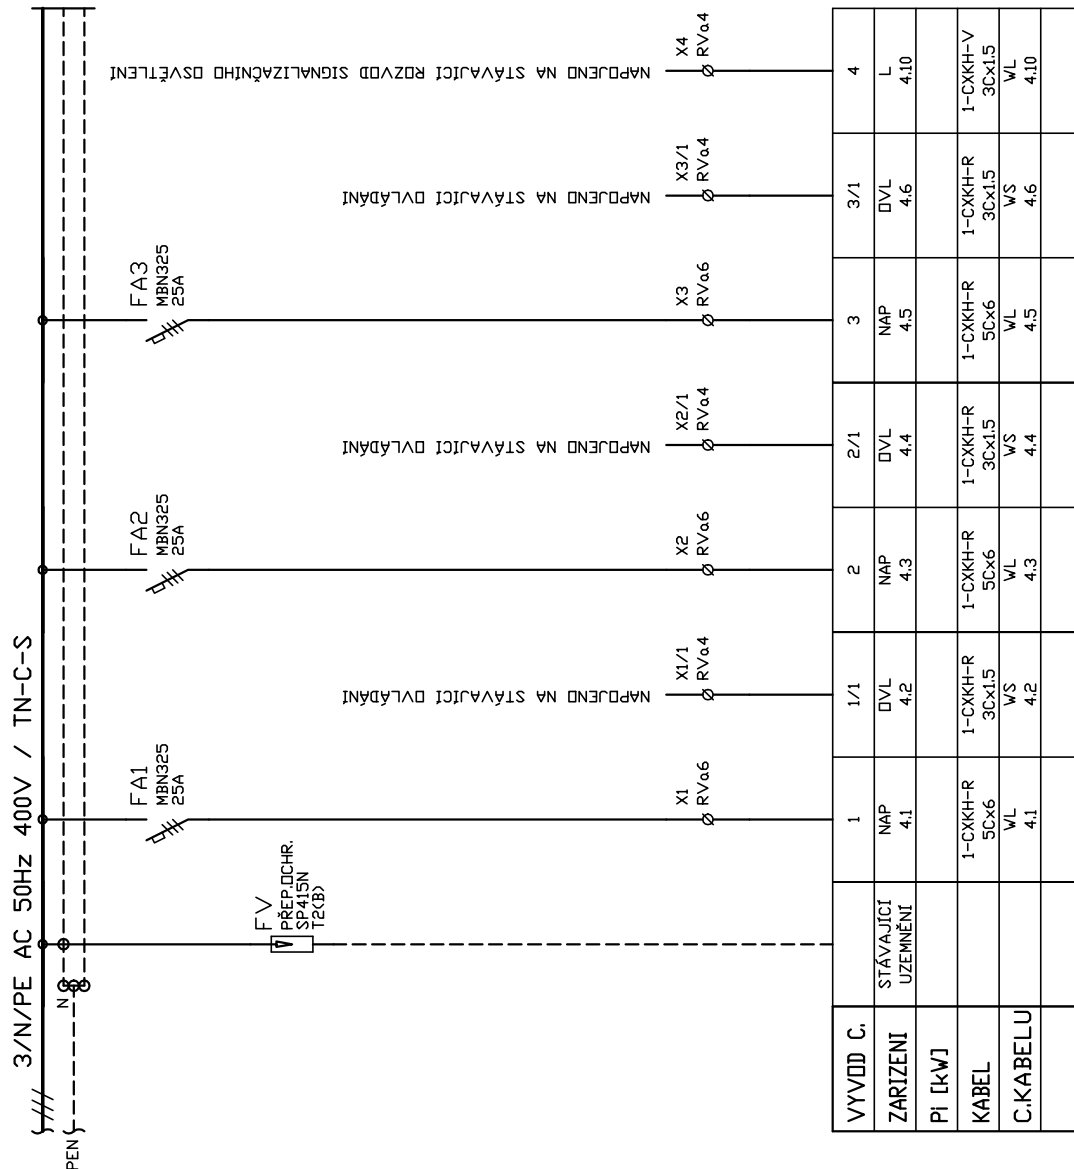 3/N/PE AC 50Hz 400V / TN-C-S
PEN
N
FV
PŘEP.OCHR.
SP415N
T2(B)
FA1
MBN325
25A
FA2
MBN325
25A
FA3
MBN325
25A
NAPOJENO NA STÁVAJÍCÍ OVLÁDÁNÍ
NAPOJENO NA STÁVAJÍCÍ OVLÁDÁNÍ
NAPOJENO NA STÁVAJÍCÍ OVLÁDÁNÍ
NAPOJENO NA STÁVAJÍCÍ ROZVOD SIGNALIZAČNÍHO OSVĚTLENÍ
X1
RVa6
X1/1
RVa4
X2
RVa6
X2/1
RVa4
X3
RVa6
X3/1
RVa4
X4
RVa4
VYVOD C. 1 1/1 2 2/1 3 3/1 4
ZARIZENI
STÁVAJÍCÍ
UZEMNĚNÍ
NAP
4.1
OVL
4.2
NAP
4.3
OVL
4.4
NAP
4.5
OVL
4.6
L
4.10
Pi [kW]
KABEL
1-CXKH-R
5Cx6
1-CXKH-R
3Cx1.5
1-CXKH-R
5Cx6
1-CXKH-R
3Cx1.5
1-CXKH-R
5Cx6
1-CXKH-R
3Cx1.5
1-CXKH-V
3Cx1.5
C.KABELU
WL
4.1
WS
4.2
WL
4.3
WS
4.4
WL
4.5
WS
4.6
WL
4.10